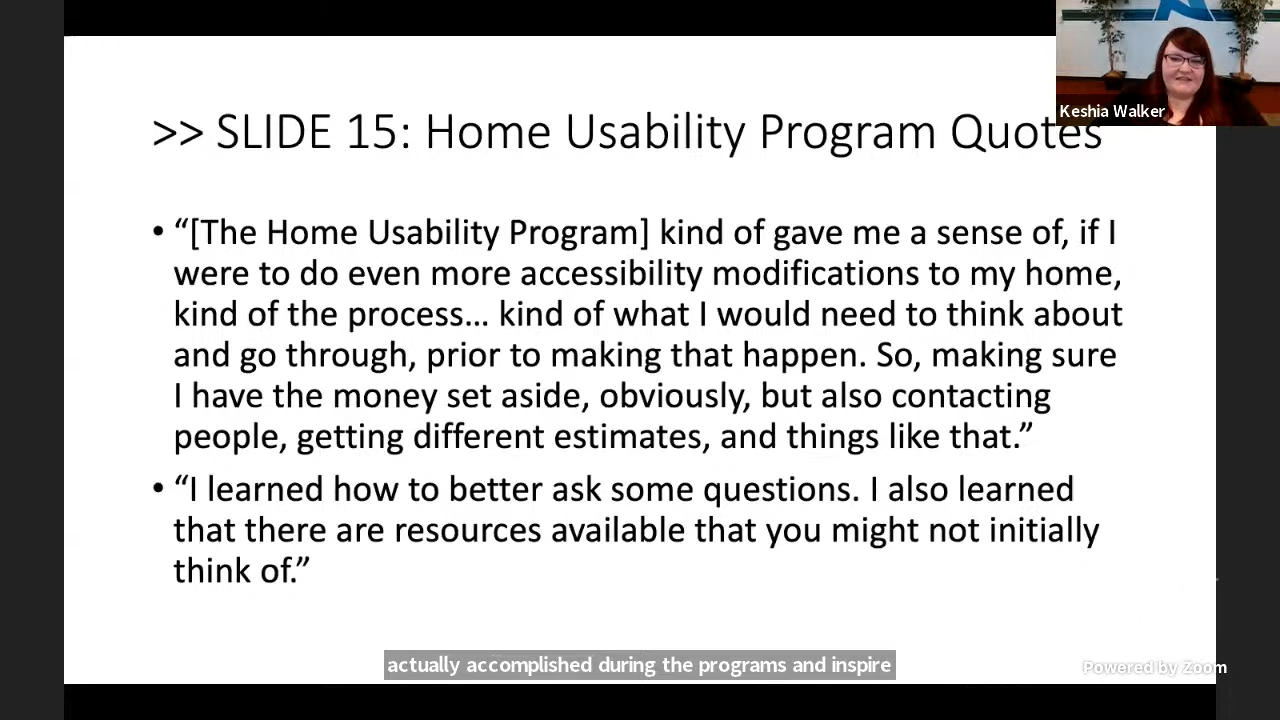 Keshia Walker
>> SLIDE 15: Home Usability Program Quotes
• “[The Home Usability Program] kind of gave me a sense of, if I
were to do even more accessibility modifications to my home,
kind of the process… kind of what I would need to think about
and go through, prior to making that happen. So, making sure
I have the money set aside, obviously, but also contacting
people, getting different estimates, and things like that.”
• “I learned how to better ask some questions. I also learned
that there are resources available that you might not initially
think of.”
actually accomplished during the programs and inspire
Powered by Zoom